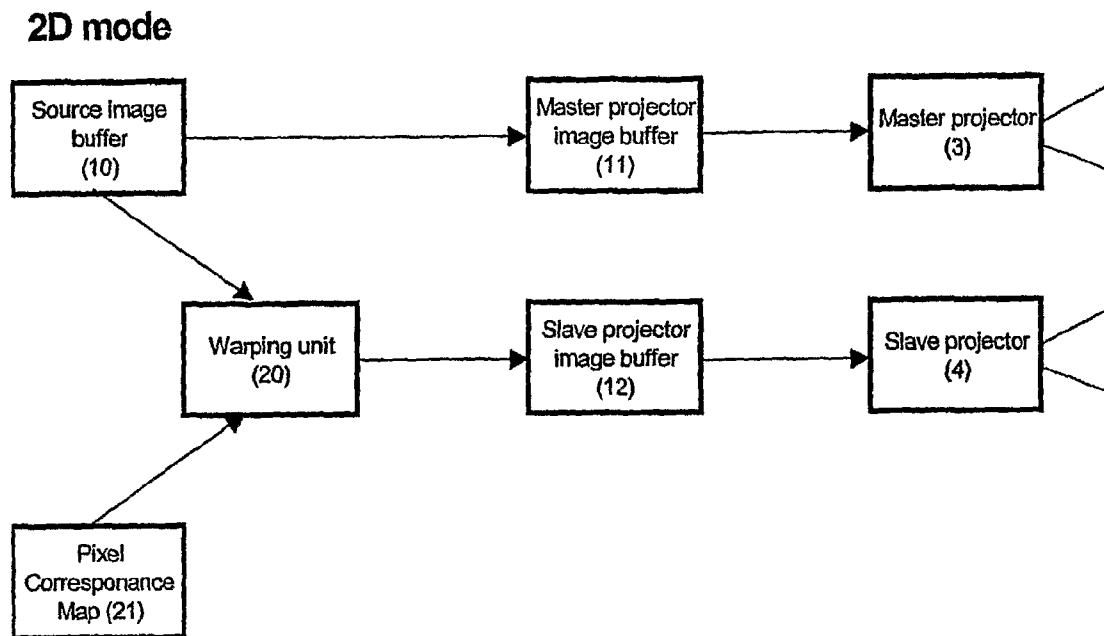 2D mode
Source image
buffer
(10)
Master projector
image buffer
(11)
Master projector
(3)
Warping unit
(20)
Slave projector
image buffer
(12)
Slave projector
(4)
Pixel
Corresponance
Map (21)